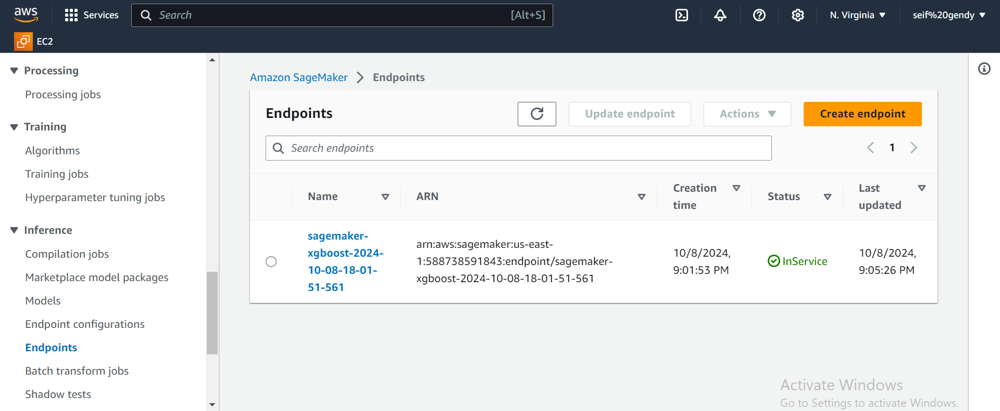 aws
Services
Search
[Alt+S]
N. Virginia
seif%20gendy
EC2
Processing
Processing jobs
Training
Algorithms
Training jobs
Hyperparameter tuning jobs
Inference
Compilation jobs
Marketplace model packages
Models
Endpoint configurations
Endpoints
Batch transform jobs
Shadow tests
Amazon SageMaker
Endpoints
Endpoints
Update endpoint
Actions
Create endpoint
Search endpoints
1
Name
ARN
Creation
time
Status
Last
updated
sagemaker-
xgboost-2024-
10-08-18-01-
51-561
arn:aws:sagemaker:us-east-
1:588738591843:endpoint/sagemaker-
xgboost-2024-10-08-18-01-51-561
10/8/2024,
9:01:53 PM
InService
10/8/2024,
9:05:26 PM
Activate Windows
Go to Settings to activate Windows.